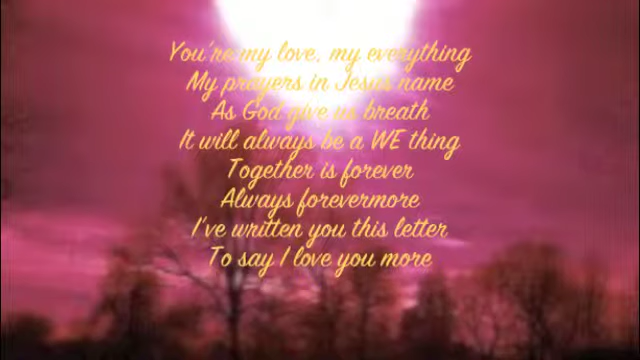 You're my love, my everything
My prayers in Jesus name
As God give us breath
It will always be a WE thing
Together is forever
Always forevermore
I've written you this letter
To say I love you more